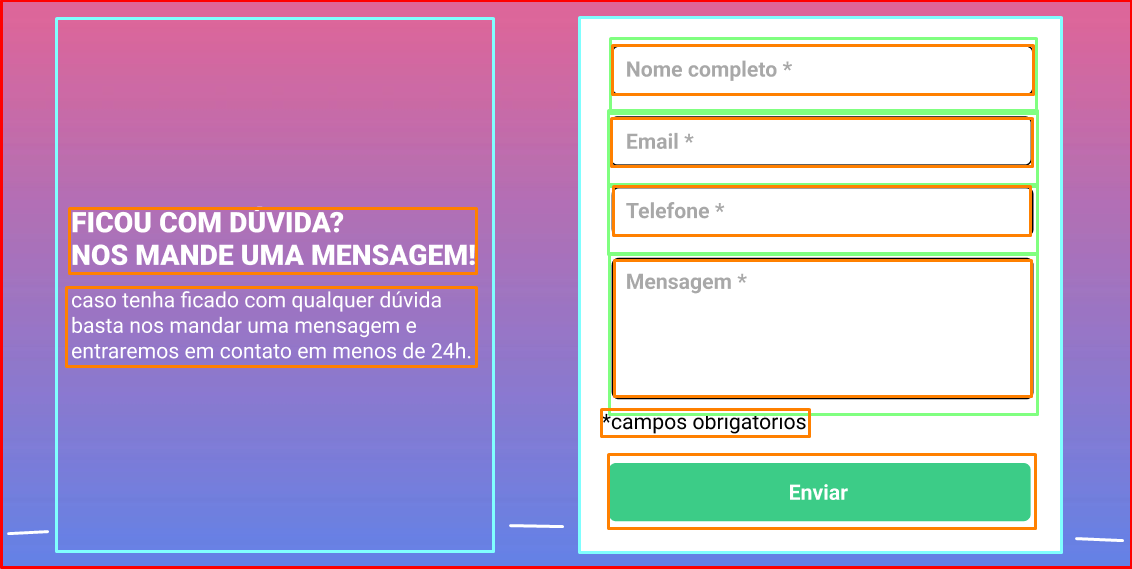 FICOU COM DÚVIDA?
NOS MANDE UMA MENSAGEM!
caso tenha ficado com qualquer dúvida
basta nos mandar uma mensagem e
entraremos em contato em menos de 24h.
Nome completo *
Email *
Telefone *
Mensagem *
*campos obrigatórios
Enviar